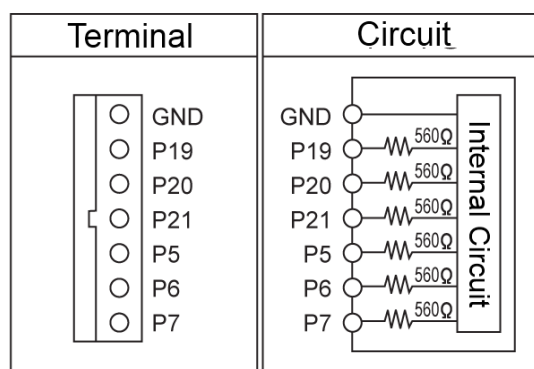 Terminal
GND
P19
P20
P21
P5
P6
P7
Circuit
GND
P19 560Ω
P20 560Ω
P21 560Ω
P5 560Ω
P6 560Ω
P7 560Ω
Internal Circuit